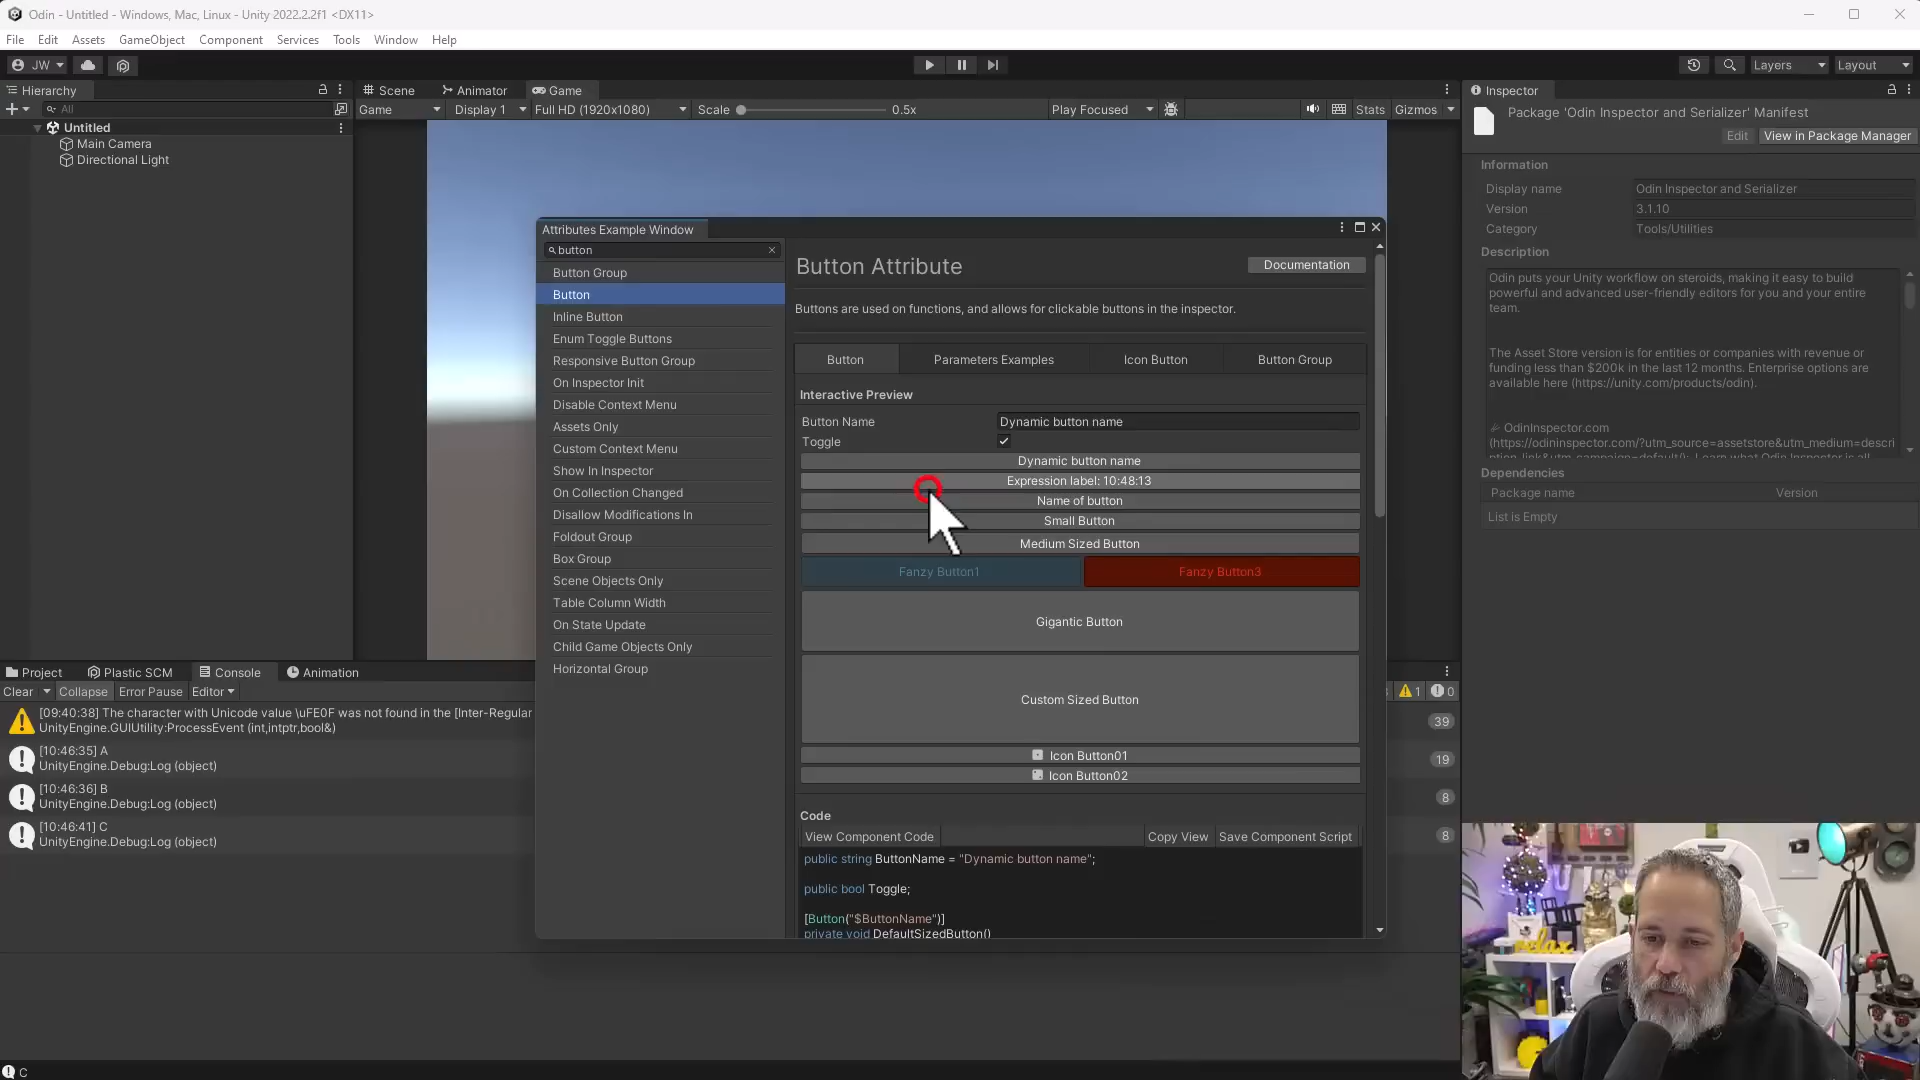 Odin - Untitled - Windows, Mac, Linux - Unity 2022.2.2f1 <DX11>
File Edit Assets GameObject Component Services Tools Window Help
JW Layers Layout
Hierarchy
All
Untitled
Main Camera
Directional Light
Scene Animator Game
Game Display 1 Full HD (1920x1080) Scale 0.5x Play Focused Stats Gizmos
Attributes Example Window
button
Button Group
Button
Inline Button
Enum Toggle Buttons
Responsive Button Group
On Inspector Init
Disable Context Menu
Assets Only
Custom Context Menu
Show In Inspector
On Collection Changed
Disallow Modifications In
Foldout Group
Box Group
Scene Objects Only
Table Column Width
On State Update
Child Game Objects Only
Horizontal Group
Button Attribute
Documentation
Buttons are used on functions, and allows for clickable buttons in the inspector.
Button Parameters Examples Icon Button Button Group
Interactive Preview
Button Name Dynamic button name
Toggle
Dynamic button name
Expression label: 10:48:13
Name of button
Small Button
Medium Sized Button
Fanzy Button1 Fanzy Button3
Gigantic Button
Custom Sized Button
Icon Button01
Icon Button02
Code
View Component Code Copy View Save Component Script
public string ButtonName = "Dynamic button name";
public bool Toggle;
[Button("$ButtonName")]
private void DefaultSizedButton()
Inspector
Package 'Odin Inspector and Serializer' Manifest
Edit View in Package Manager
Information
Display name Odin Inspector and Serializer
Version 3.1.10
Category Tools/Utilities
Description
Odin puts your Unity workflow on steroids, making it easy to build
powerful and advanced user-friendly editors for you and your entire
team.
The Asset Store version is for entities or companies with revenue or
funding less than $200k in the last 12 months. Enterprise options are
available here (https://unity.com/products/odin).
OdinInspector.com
(https://odininspector.com/?utm_source=assetstore&utm_medium=descri
Dependencies
Package name Version
List is Empty
Project Plastic SCM Console Animation
Clear Collapse Error Pause Editor 1 0
[09:40:38] The character with Unicode value \uFE0F was not found in the [Inter-Regular
UnityEngine.GUIUtility:ProcessEvent (int,intptr,bool&)
39
[10:46:35] A
UnityEngine.Debug:Log (object)
19
[10:46:36] B
UnityEngine.Debug:Log (object)
8
[10:46:41] C
UnityEngine.Debug:Log (object)
8
relax
C